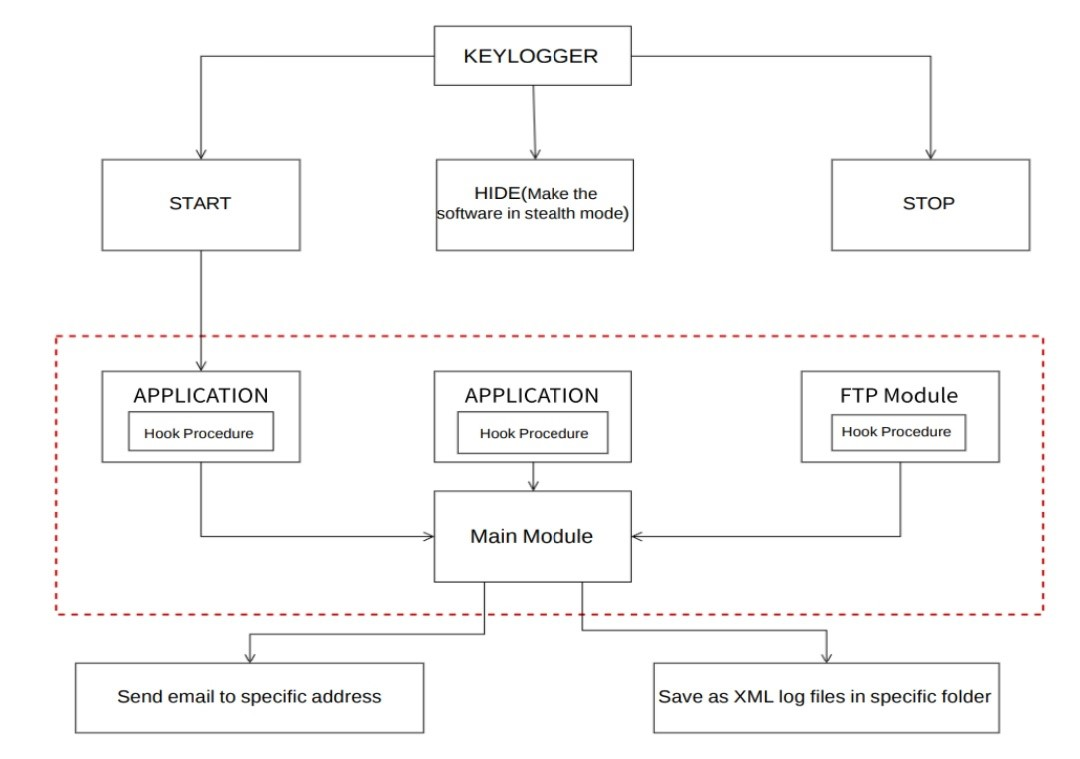 KEYLOGGER
START
HIDE(Make the
software in stealth mode)
STOP
APPLICATION
Hook Procedure
APPLICATION
Hook Procedure
FTP Module
Hook Procedure
Main Module
Send email to specific address
Save as XML log files in specific folder